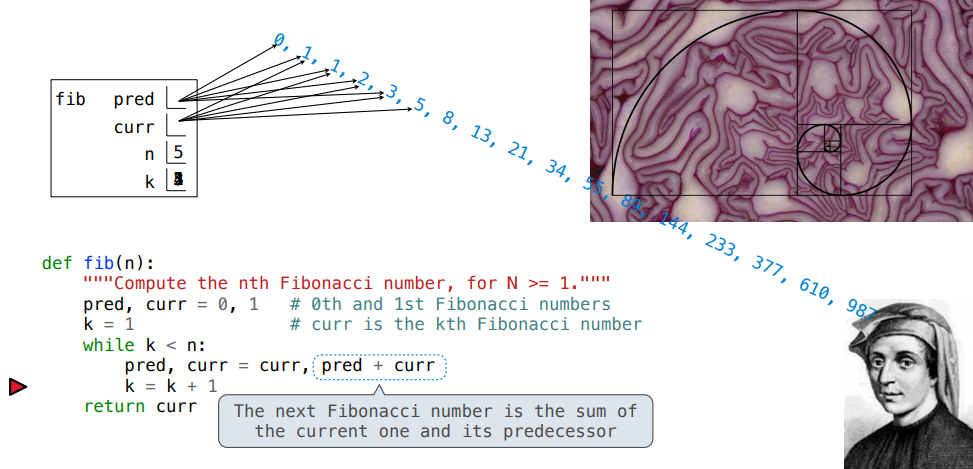 0, 1, 1, 2, 3, 5, 8, 13, 21, 34, 55, 89, 144, 233, 377, 610, 987
fib pred
curr
n 5
k
def fib(n):
"""Compute the nth Fibonacci number, for N >= 1."""
pred, curr = 0, 1 # 0th and 1st Fibonacci numbers
k = 1 # curr is the kth Fibonacci number
while k < n:
pred, curr = curr, pred + curr
k = k + 1
return curr
The next Fibonacci number is the sum of
the current one and its predecessor